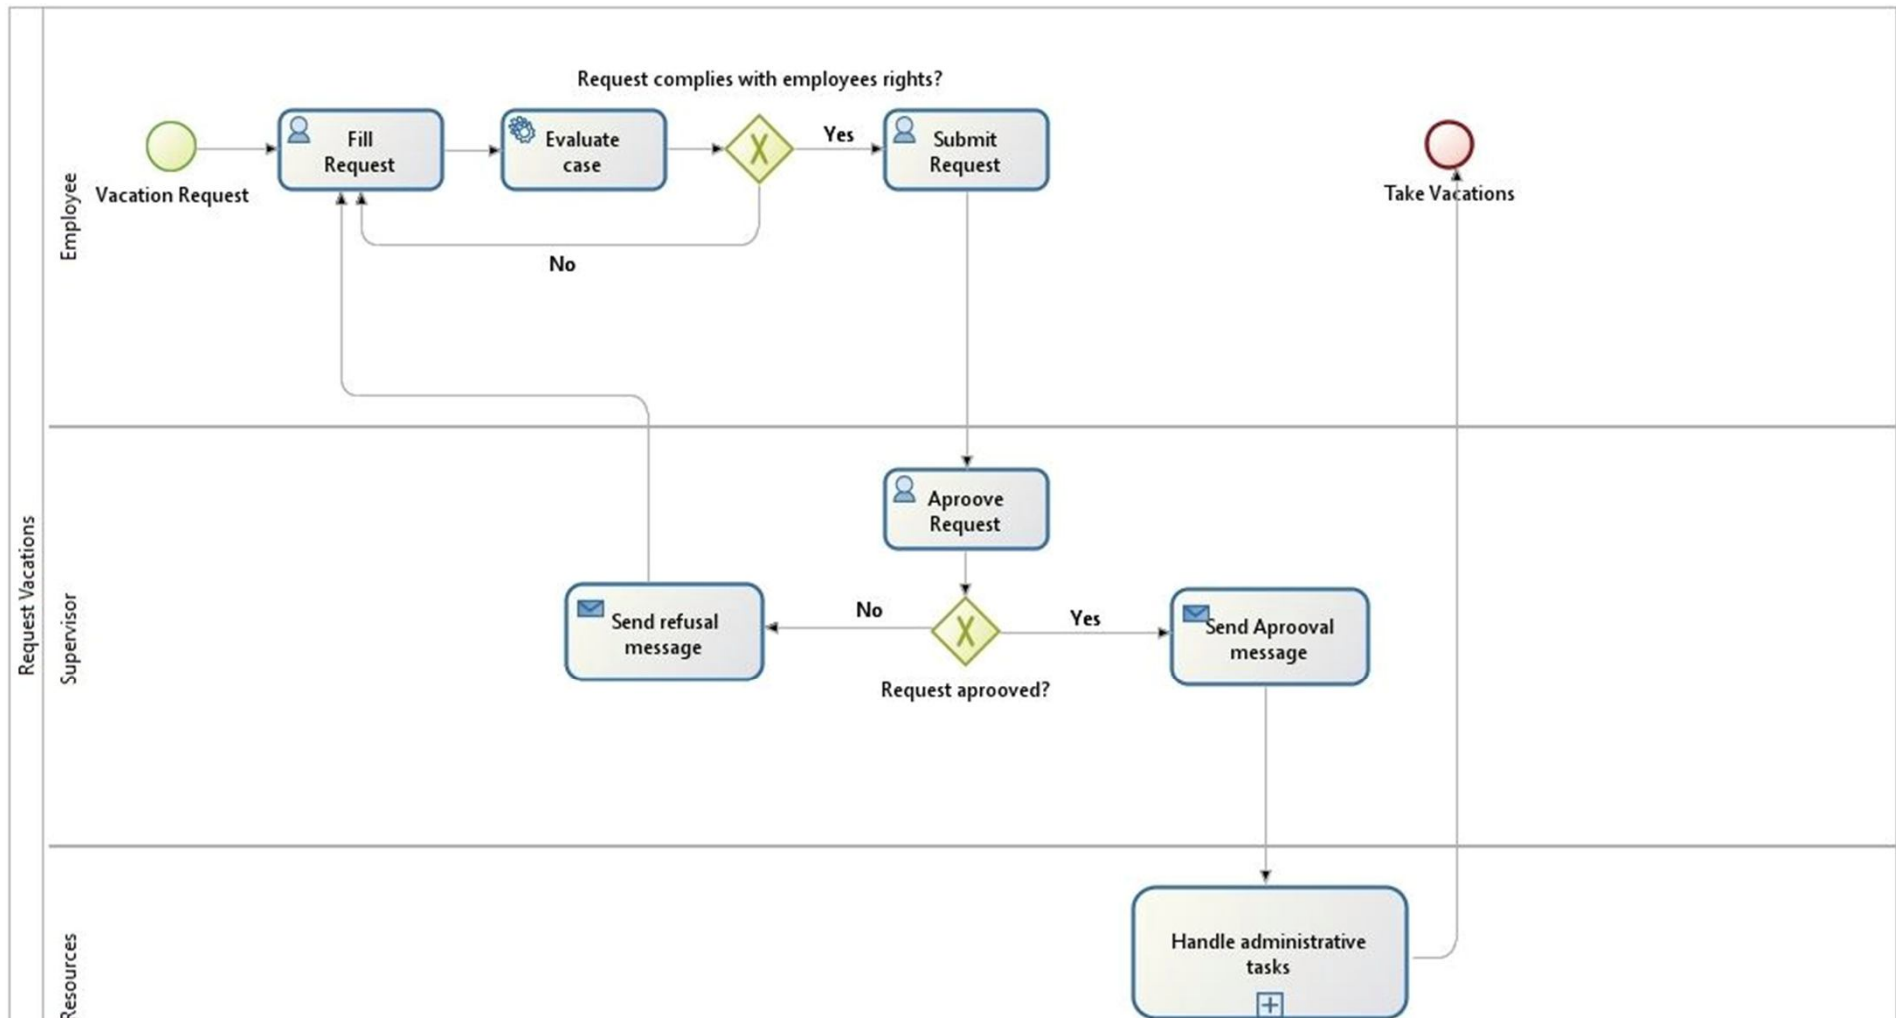 Request complies with employees rights?
Fill
Request
Evaluate
case
Yes
Submit
Request
Vacation Request
Take Vacations
No
Employee
Aproove
Request
Send refusal
message
No
Yes
Send Aprooval
message
Request aprooved?
Supervisor
Request Vacations
Handle administrative
tasks
Resources